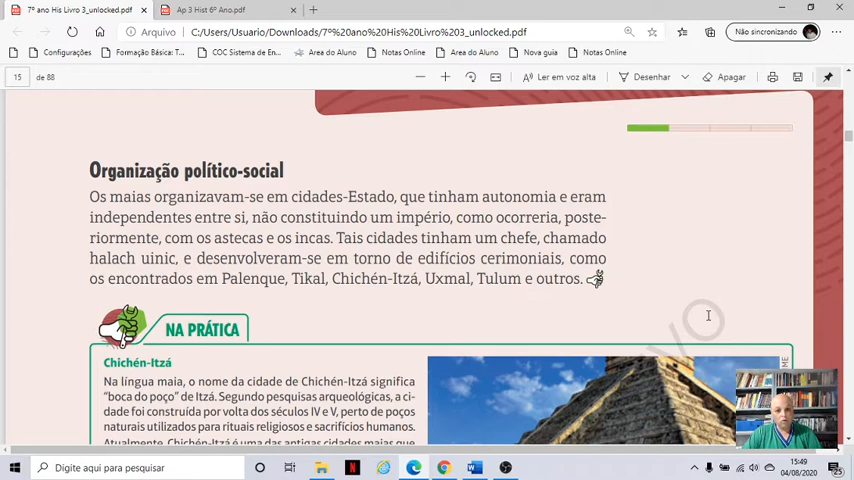 7º ano His Livro 3_unlocked.pdf
Ap 3 Hist 6º Ano.pdf
Arquivo
C:/Users/Usuario/Downloads/7º%20ano%20His%20Livro%203_unlocked.pdf
Não sincronizando
Configurações
Formação Básica: T...
COC Sistema de En...
Area do Aluno
Notas Online
Area do Aluno
Nova guia
Notas Online
15 de 88
Ler em voz alta
Desenhar
Apagar
Organização político-social
Os maias organizavam-se em cidades-Estado, que tinham autonomia e eram
independentes entre si, não constituindo um império, como ocorreria, poste-
riormente, com os astecas e os incas. Tais cidades tinham um chefe, chamado
halach uinic, e desenvolveram-se em torno de edifícios cerimoniais, como
os encontrados em Palenque, Tikal, Chichén-Itzá, Uxmal, Tulum e outros.
NA PRÁTICA
Chichén-Itzá
Na língua maia, o nome da cidade de Chichén-Itzá significa
“boca do poço” de Itzá. Segundo pesquisas arqueológicas, a ci-
dade foi construída por volta dos séculos IV e V, perto de poços
naturais utilizados para rituais religiosos e sacrifícios humanos.
Atualmente, Chichén-Itzá é uma das antigas cidades maias que
Digite aqui para pesquisar
15:49
04/08/2020
25